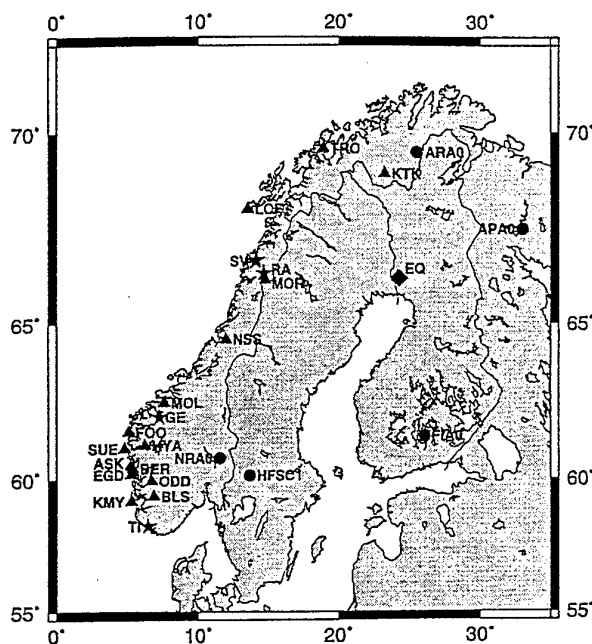 0˚ 10˚ 20˚ 30˚
70˚ 70˚
TRO ARA0
KTK
LOF
APA0
SV
RA EQ
MOR
65˚ 65˚
NSS
MOL
GE
FOO
HYA
SUE
NRA0
ASK BER
EGD HFSC1
60˚ 60˚
ODD
KMY BLS
TI
55˚ 55˚
0˚ 10˚ 20˚ 30˚